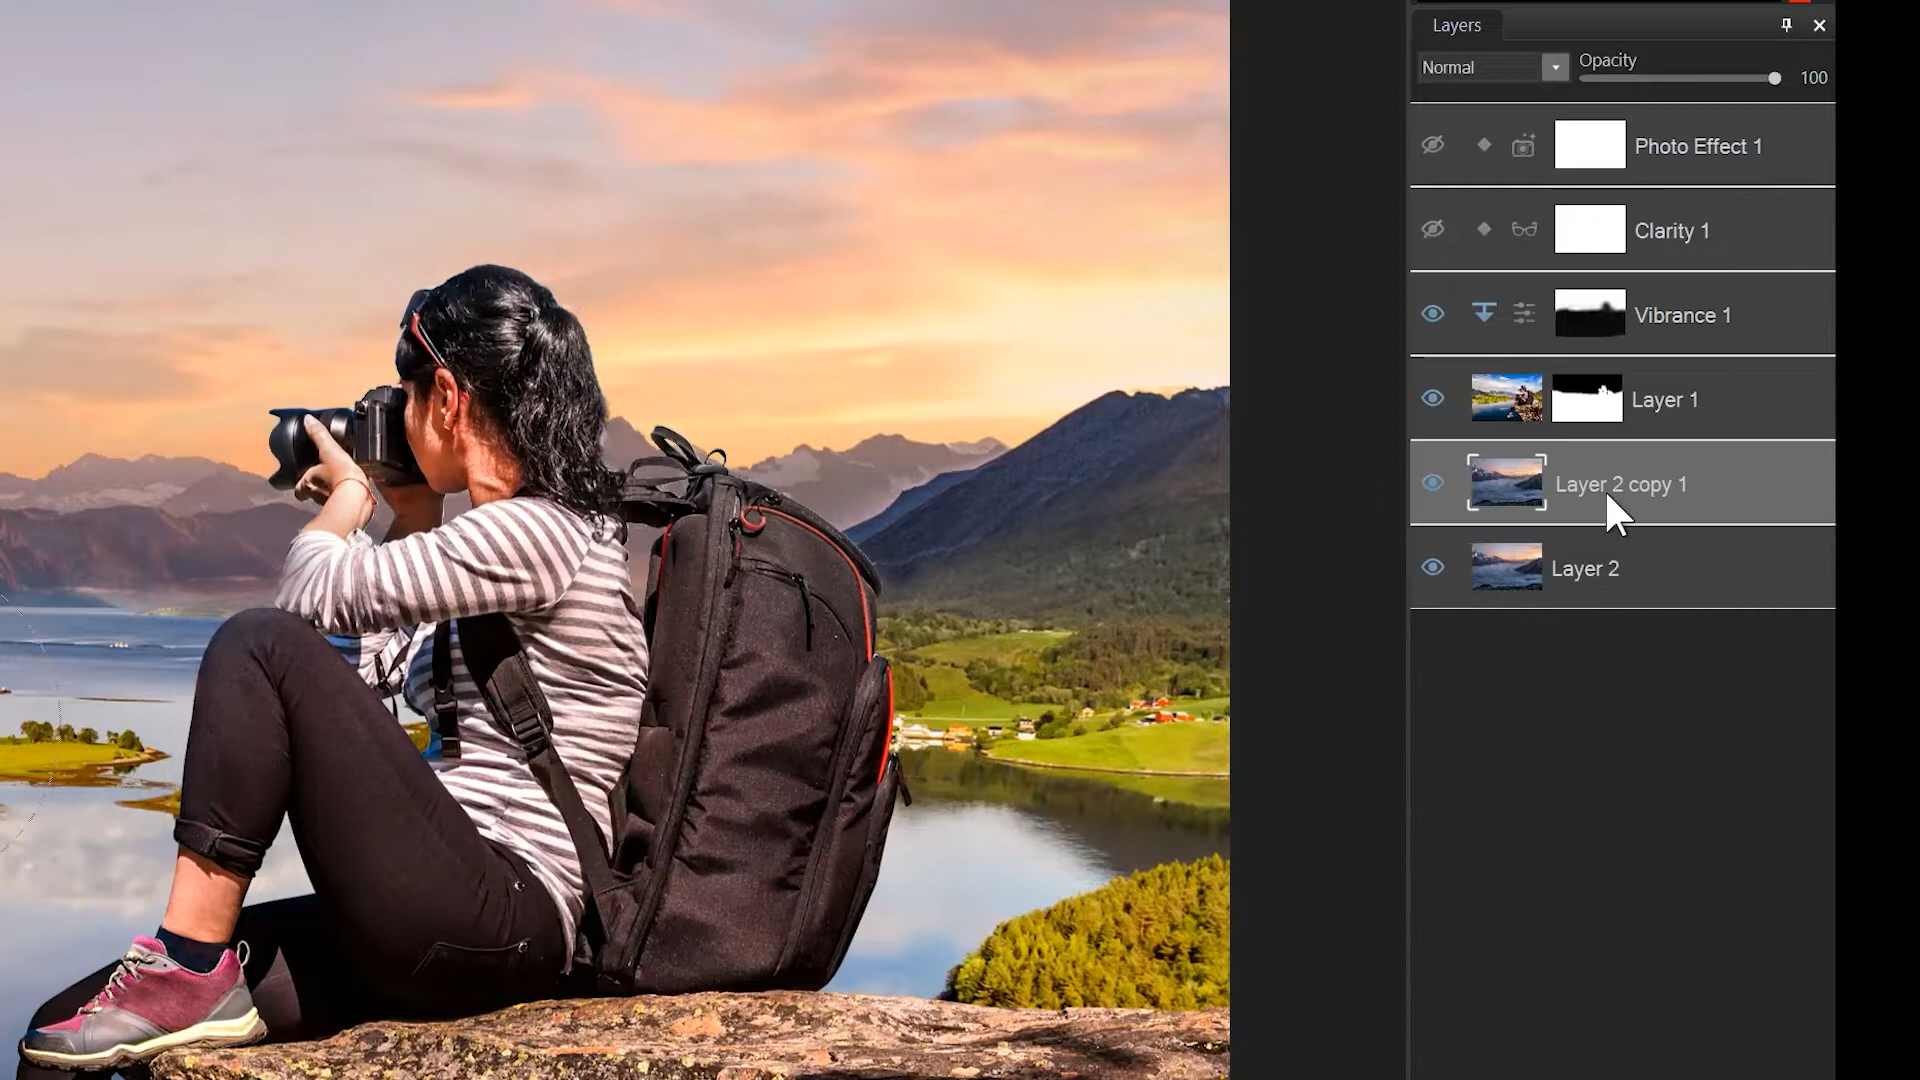 Layers
Normal
Opacity
100
Photo Effect 1
Clarity 1
Vibrance 1
Layer 1
Layer 2 copy 1
Layer 2